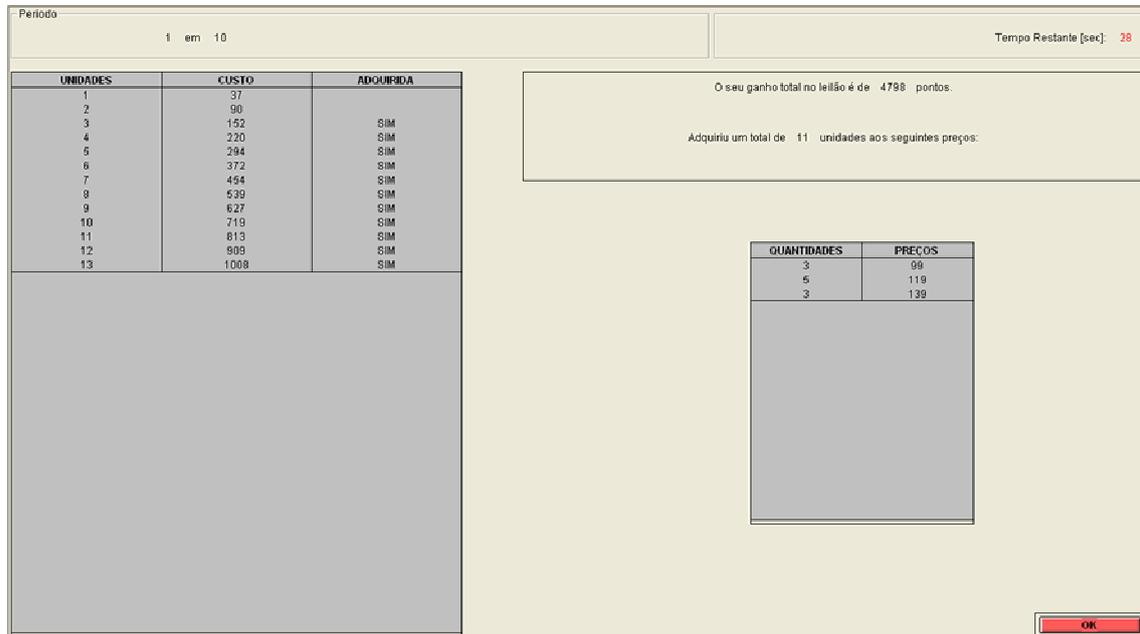 Período
1 em 10
Tempo Restante [sec]: 28
UNIDADES CUSTO ADQUIRIDA
1 37
2 90
3 152 SIM
4 220 SIM
5 294 SIM
6 372 SIM
7 454 SIM
8 539 SIM
9 627 SIM
10 719 SIM
11 813 SIM
12 909 SIM
13 1008 SIM
O seu ganho total no leilão é de 4798 pontos.
Adquiriu um total de 11 unidades aos seguintes preços:
QUANTIDADES PREÇOS
3 99
5 119
3 139
OK